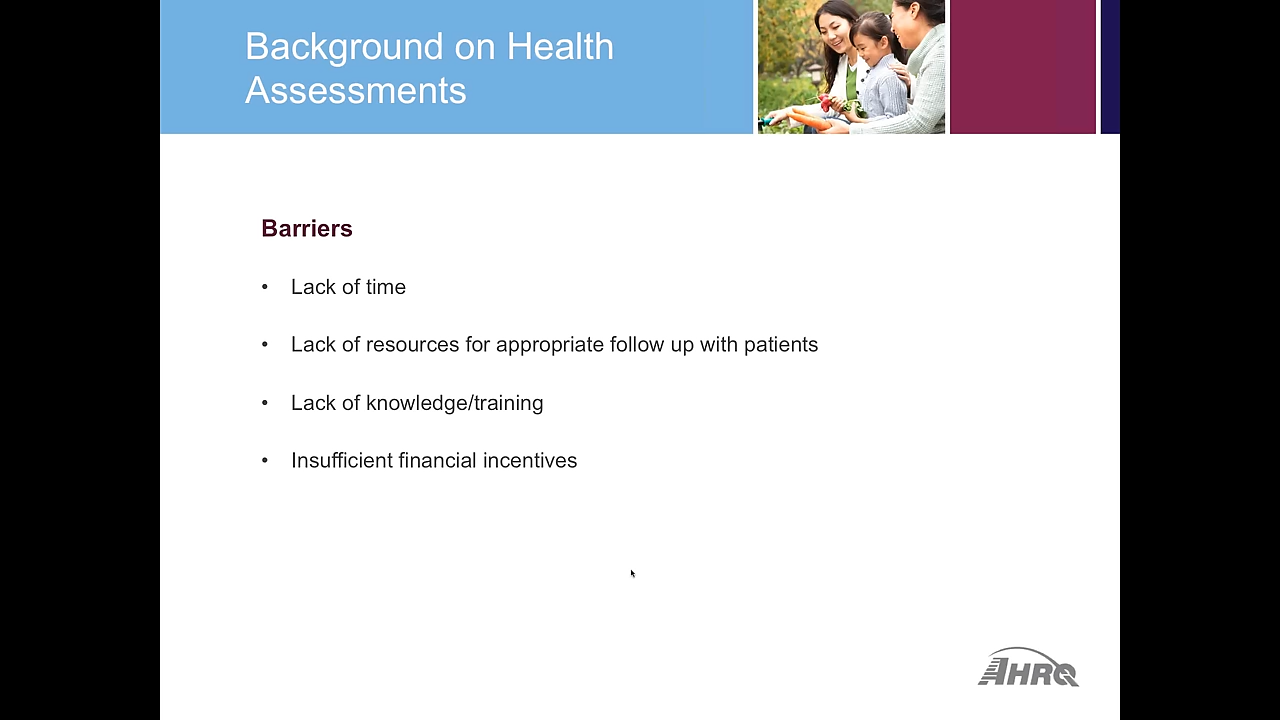 Background on Health
Assessments
Barriers
• Lack of time
• Lack of resources for appropriate follow up with patients
• Lack of knowledge/training
• Insufficient financial incentives
AHRQ